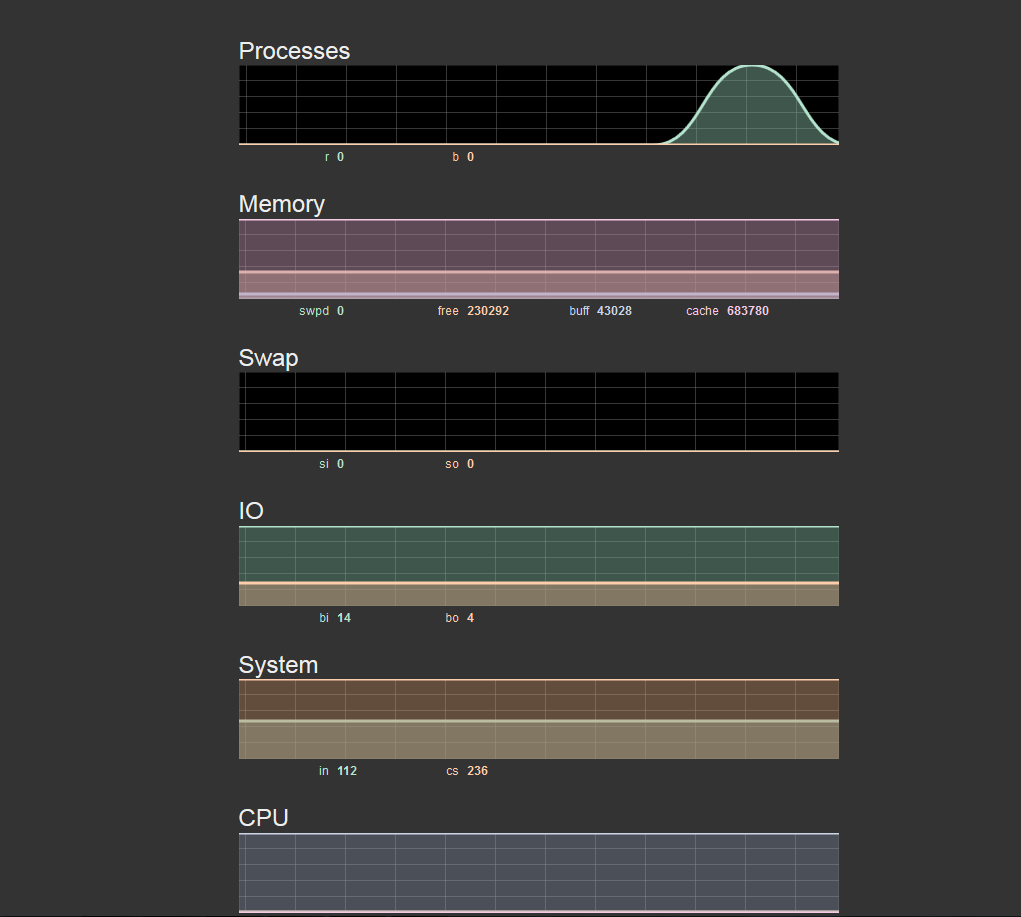 Processes
r 0 b 0
Memory
swpd 0 free 230292 buff 43028 cache 683780
Swap
si 0 so 0
IO
bi 14 bo 4
System
in 112 cs 236
CPU